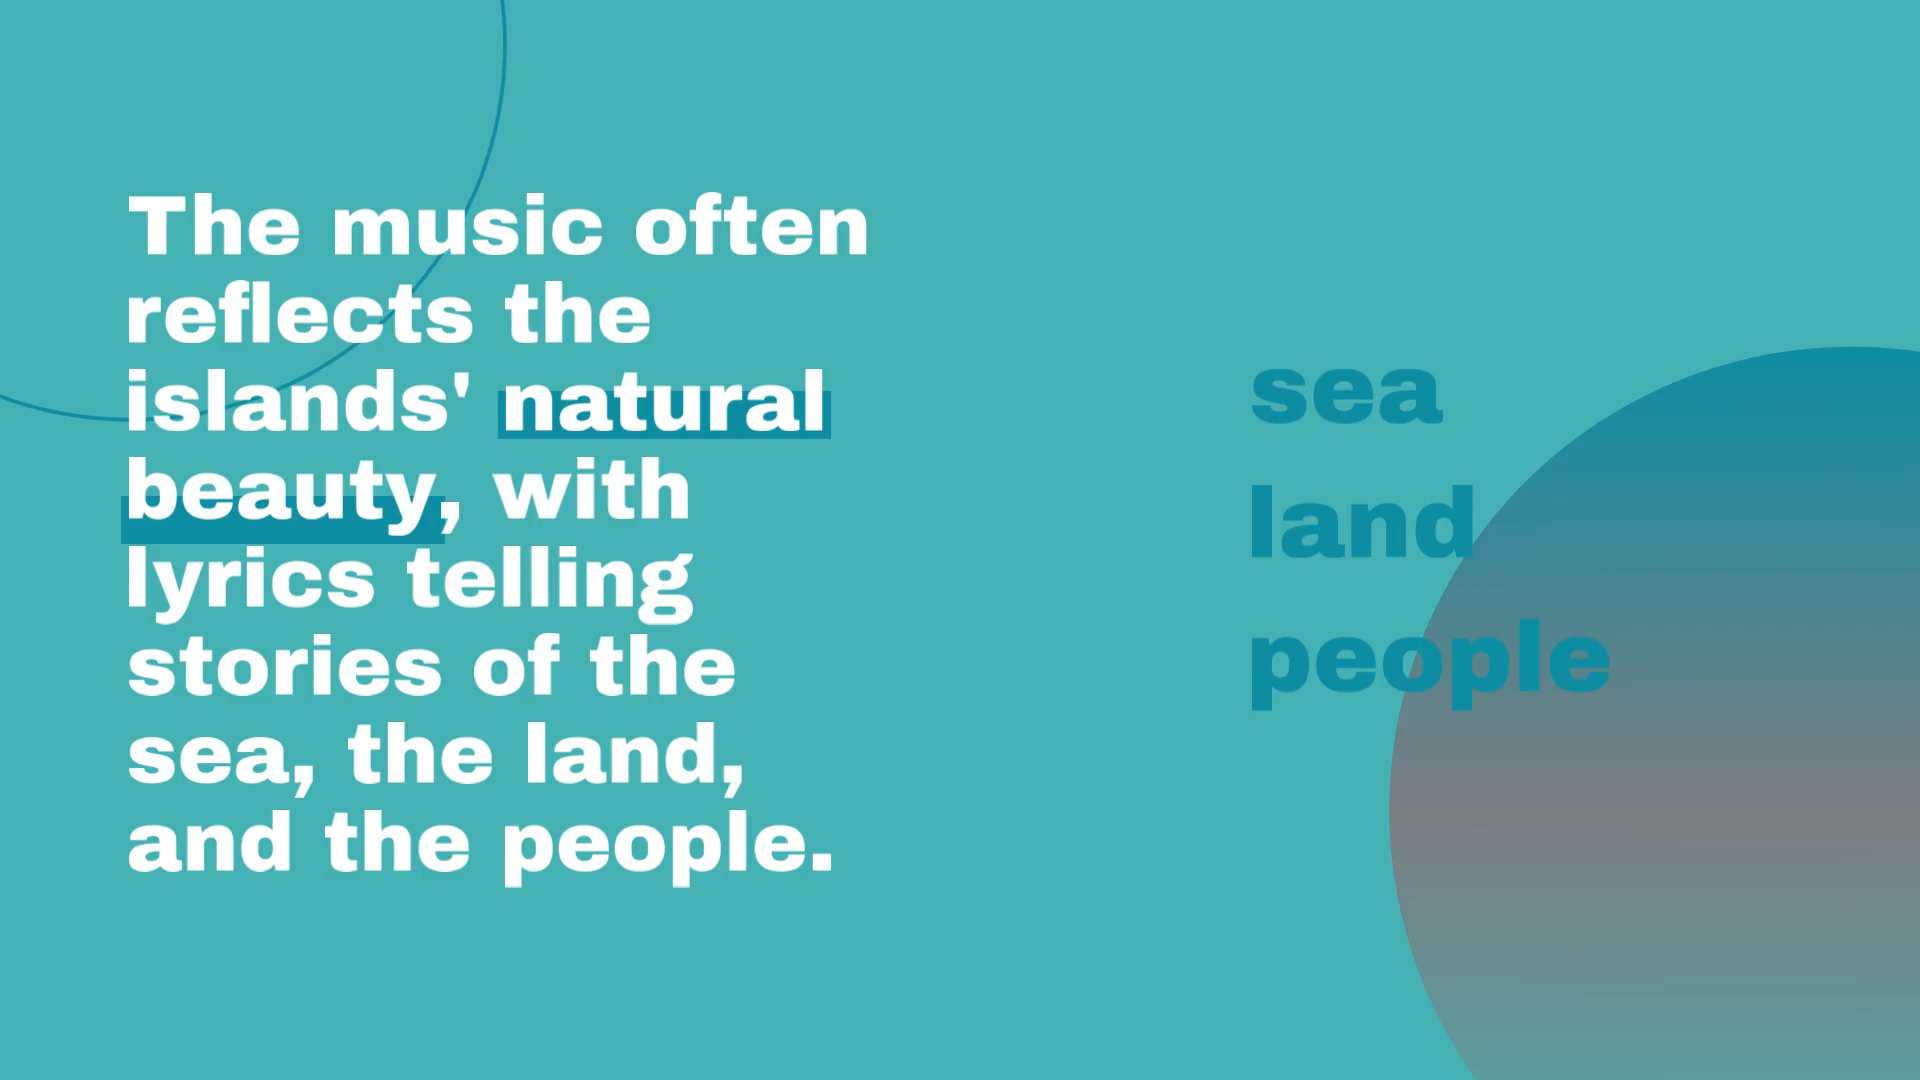 The music often
reflects the
islands' natural
beauty, with
lyrics telling
stories of the
sea, the land,
and the people.
sea
land
people